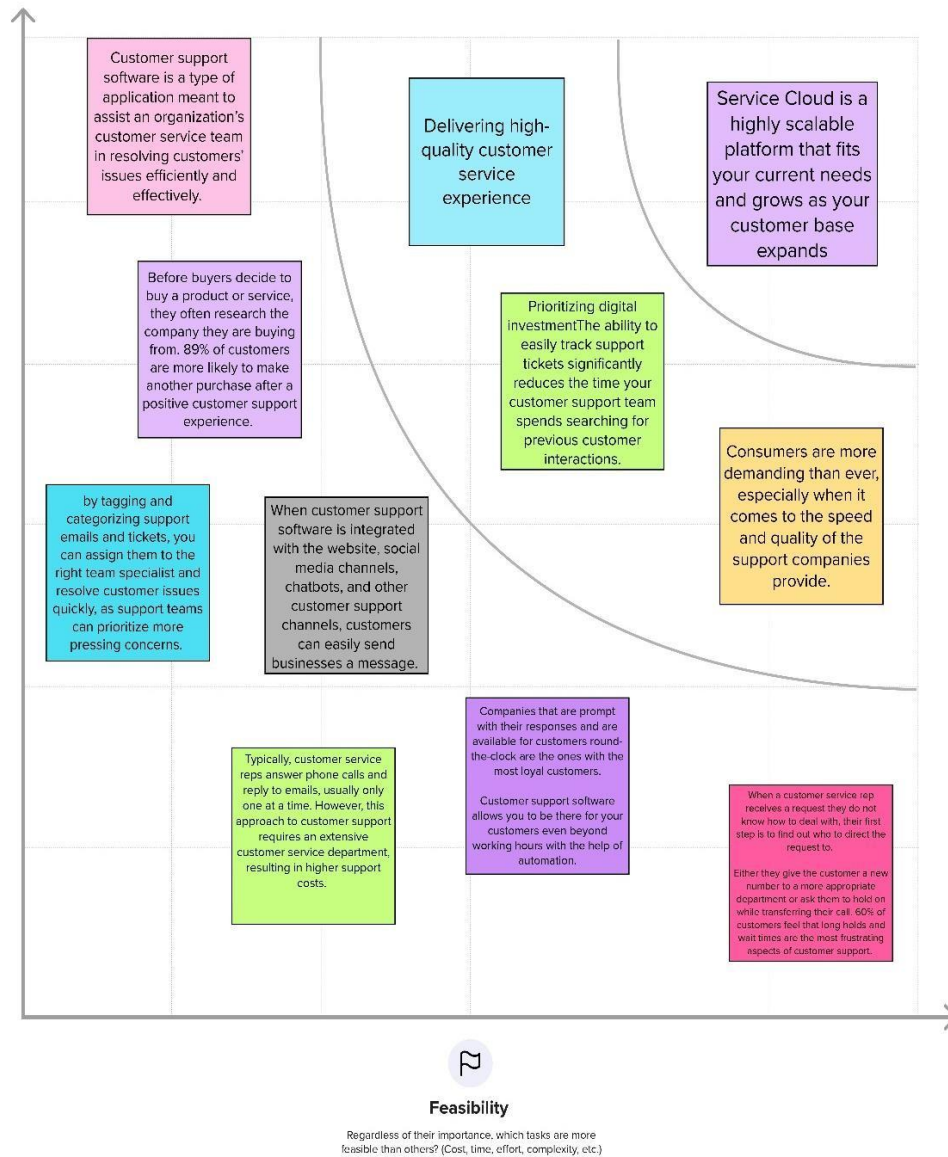 Customer support
software is a type of
application meant to
assist an organization's
customer service team
in resolving customers'
issues efficiently and
effectively.
Delivering high-
quality customer
service
experience
Service Cloud is a
highly scalable
platform that fits
your current needs
and grows as your
customer base
expands
Before buyers decide to
buy a product or service,
they often research the
company they are buying
from. 89% of customers
are more likely to make
another purchase after a
positive customer support
experience.
Prioritizing digital
investmentThe ability to
easily track support
tickets significantly
reduces the time your
customer support team
spends searching for
previous customer
interactions.
Consumers are more
demanding than ever,
especially when it
comes to the speed
and quality of the
support companies
provide.
by tagging and
categorizing support
emails and tickets, you
can assign them to the
right team specialist and
resolve customer issues
quickly, as support teams
can prioritize more
pressing concerns.
When customer support
software is integrated
with the website, social
media channels,
chatbots, and other
customer support
channels, customers
can easily send
businesses a message.
Typically, customer service
reps answer phone calls and
reply to emails, usually only
one at a time. However, this
approach to customer support
requires an extensive
customer service department,
resulting in higher support
costs.
Companies that are prompt
with their responses and are
available for customers round-
the-clock are the ones with the
most loyal customers.
Customer support software
allows you to be there for your
customers even beyond
working hours with the help of
automation.
When a customer service rep
receives a request they do not
know how to deal with, their first
step is to find out who to direct the
request to.
Either they give the customer a new
number to a more appropriate
department or ask them to hold on
while transferring their call. 60% of
customers feel that long holds and
wait times are the most frustrating
aspects of customer support.
Feasibility
Regardless of their importance, which tasks are more
feasible than others? (Cost, time, effort, complexity, etc.)